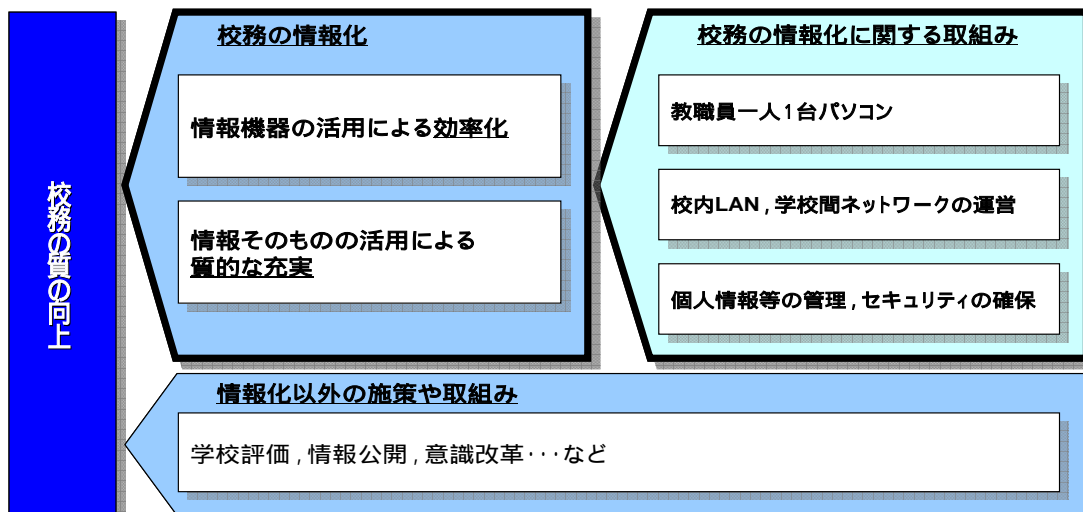 校務の質の向上
校務の情報化
情報機器の活用による効率化
情報そのものの活用による
質的な充実
校務の情報化に関する取組み
教職員一人1台パソコン
校内LAN,学校間ネットワークの運営
個人情報等の管理,セキュリティの確保
情報化以外の施策や取組み
学校評価,情報公開,意識改革・・・など